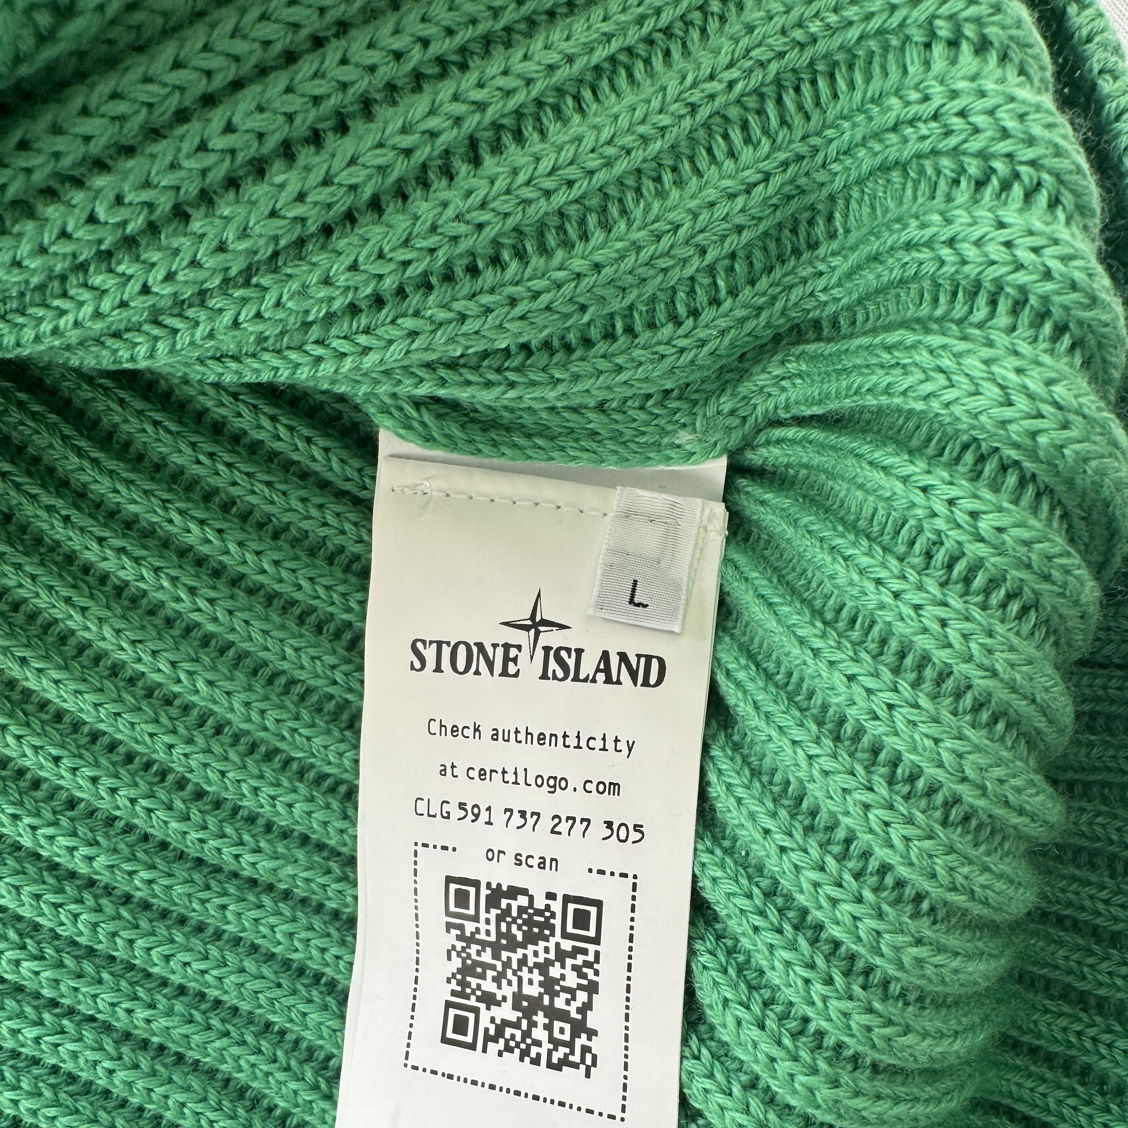 L
STONE ISLAND
Check authenticity
at certilogo.com
CLG 591 737 277 305
or scan